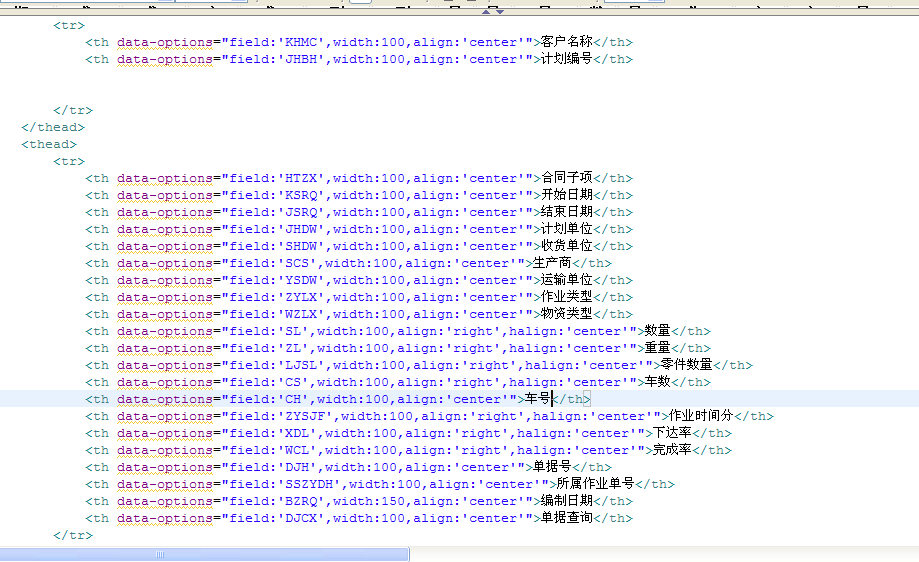 <tr>
<th data-options="field:'KHMC',width:100,align:'center'">客户名称</th>
<th data-options="field:'JHBH',width:100,align:'center'">计划编号</th>
</tr>
</thead>
<thead>
<tr>
<th data-options="field:'HTZX',width:100,align:'center'">合同子项</th>
<th data-options="field:'KSRQ',width:100,align:'center'">开始日期</th>
<th data-options="field:'JSRQ',width:100,align:'center'">结束日期</th>
<th data-options="field:'JHDW',width:100,align:'center'">计划单位</th>
<th data-options="field:'SHDW',width:100,align:'center'">收货单位</th>
<th data-options="field:'SCS',width:100,align:'center'">生产商</th>
<th data-options="field:'YSDW',width:100,align:'center'">运输单位</th>
<th data-options="field:'ZYLX',width:100,align:'center'">作业类型</th>
<th data-options="field:'WZLX',width:100,align:'center'">物资类型</th>
<th data-options="field:'SL',width:100,align:'right',halign:'center'">数量</th>
<th data-options="field:'ZL',width:100,align:'right',halign:'center'">重量</th>
<th data-options="field:'LJSL',width:100,align:'right',halign:'center'">零件数量</th>
<th data-options="field:'CS',width:100,align:'right',halign:'center'">车数</th>
<th data-options="field:'CH',width:100,align:'center'">车号</th>
<th data-options="field:'ZYSJF',width:100,align:'right',halign:'center'">作业时间分</th>
<th data-options="field:'XDL',width:100,align:'right',halign:'center'">下达率</th>
<th data-options="field:'WCL',width:100,align:'right',halign:'center'">完成率</th>
<th data-options="field:'DJH',width:100,align:'center'">单据号</th>
<th data-options="field:'SSZYDH',width:100,align:'center'">所属作业单号</th>
<th data-options="field:'BZRQ',width:150,align:'center'">编制日期</th>
<th data-options="field:'DJCX',width:100,align:'center'">单据查询</th>
</tr>